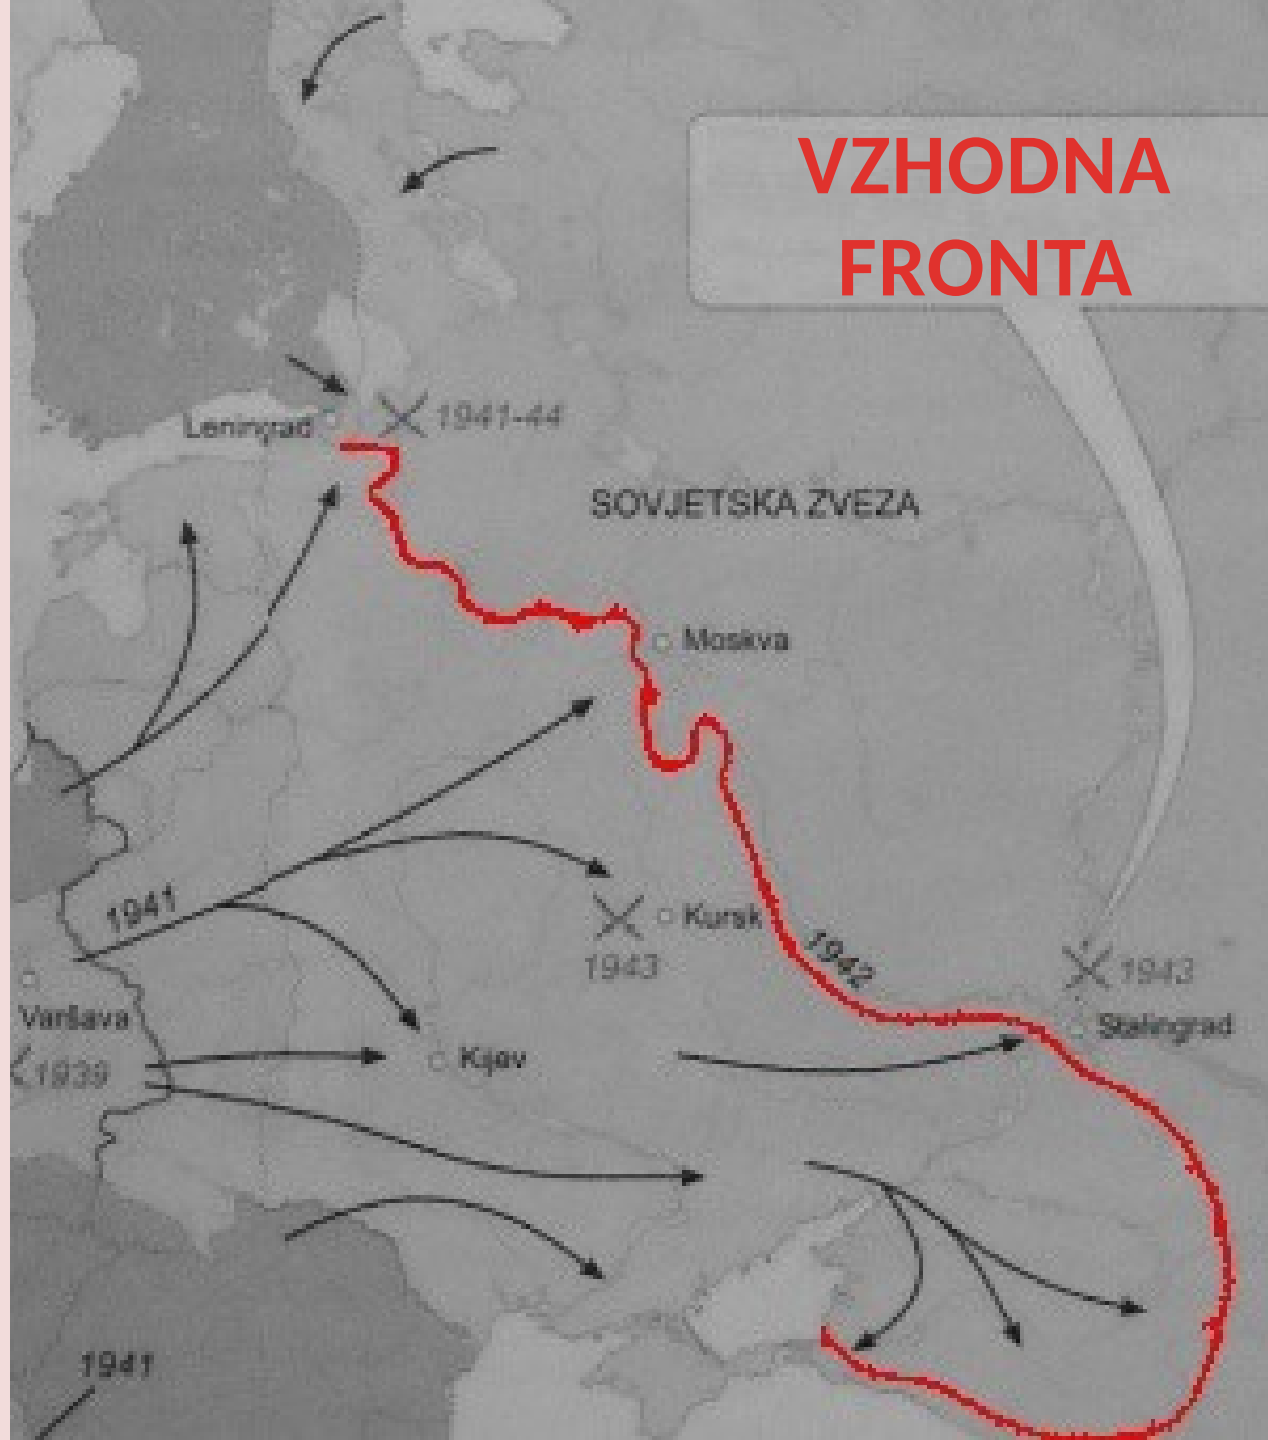 VZHODNA
FRONTA
Leningrad
1941-44
SOVJETSKA ZVEZA
Moskva
1941
Kursk
1943
1942
1943
Stalingrad
Varšava
1939
Kijev
1941